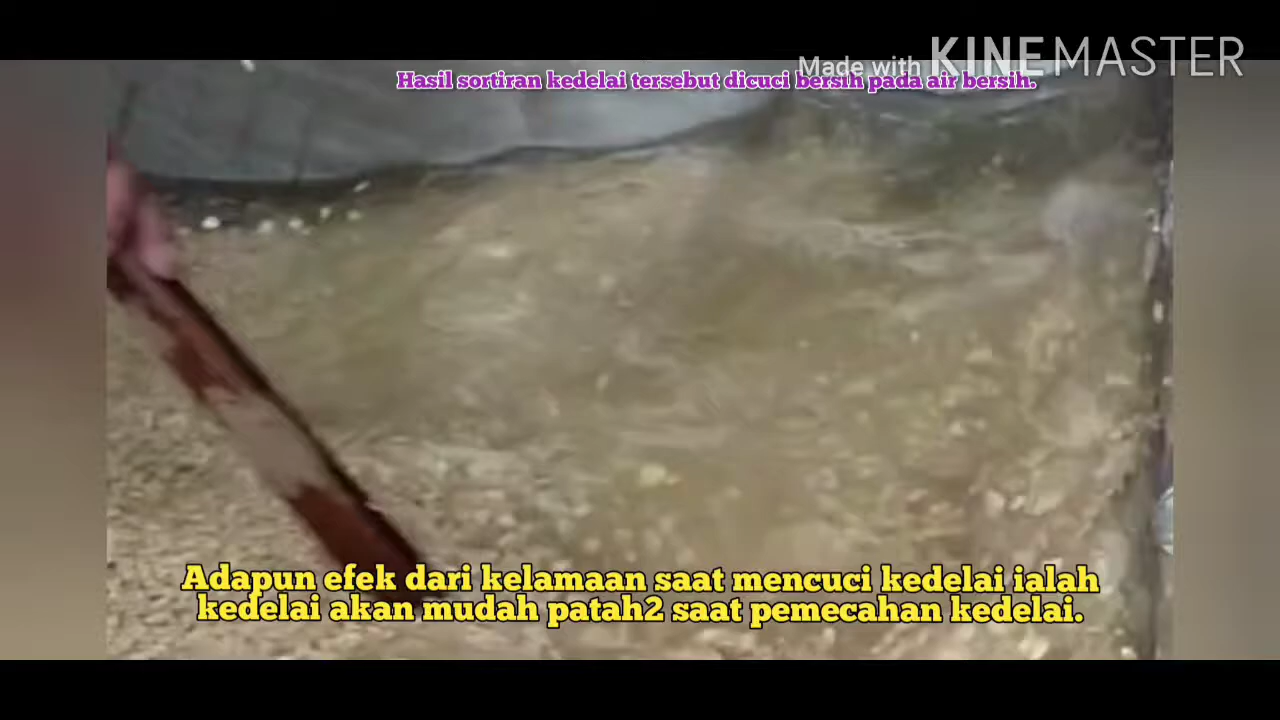 Made with KINEMASTER
Hasil sortiran kedelai tersebut dicuci bersih pada air bersih.
Adapun efek dari kelamaan saat mencuci kedelai ialah
kedelai akan mudah patah2 saat pemecahan kedelai.